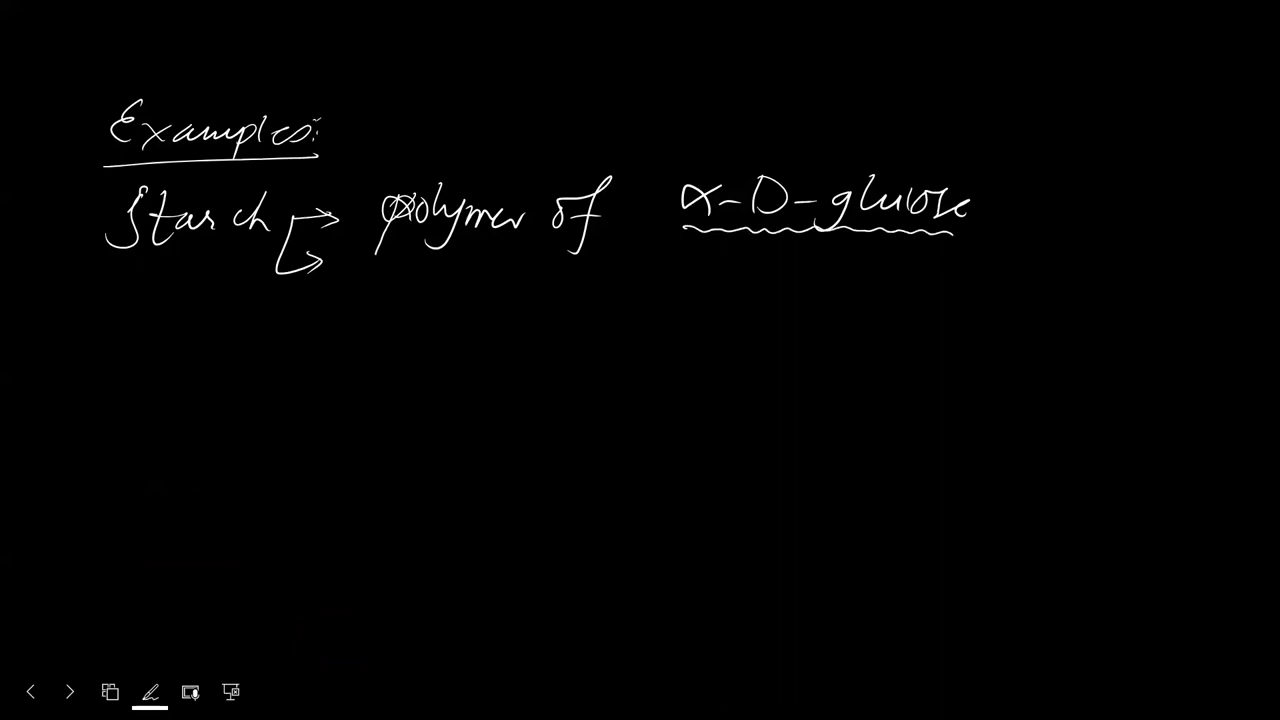 Examples:
Starch → polymer of α-D-glucose